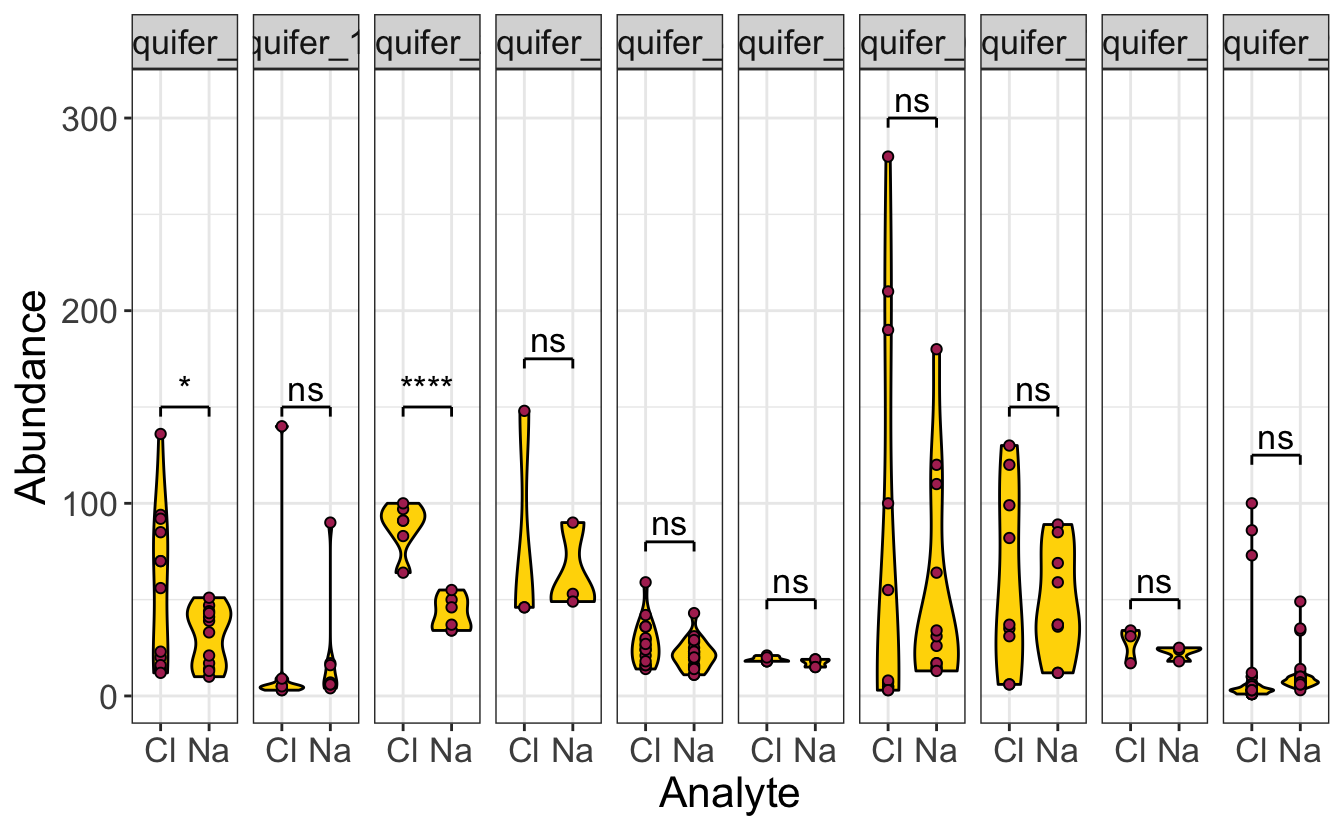 quifer_ quifer_1 quifer_ quifer_ quifer_ quifer_ quifer_ quifer_ quifer_ quifer_
300
200
100
0
Abundance
* ns **** ns ns ns ns ns ns ns
Cl Na Cl Na Cl Na Cl Na Cl Na Cl Na Cl Na Cl Na Cl Na Cl Na
Analyte